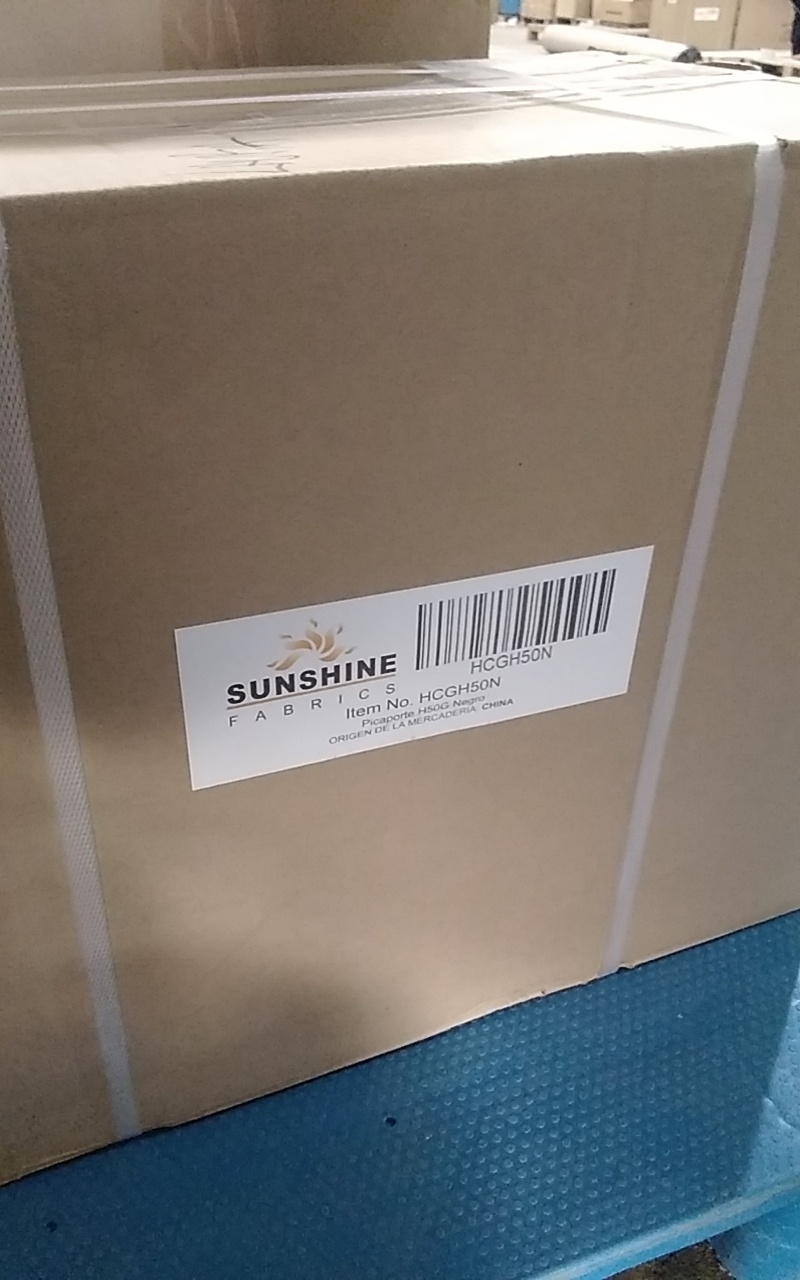 SUNSHINE
FABRICS
HCGH50N
Item No. HCGH50N
Picaporte H50G Negro
ORIGEN DE LA MERCADERIA: CHINA